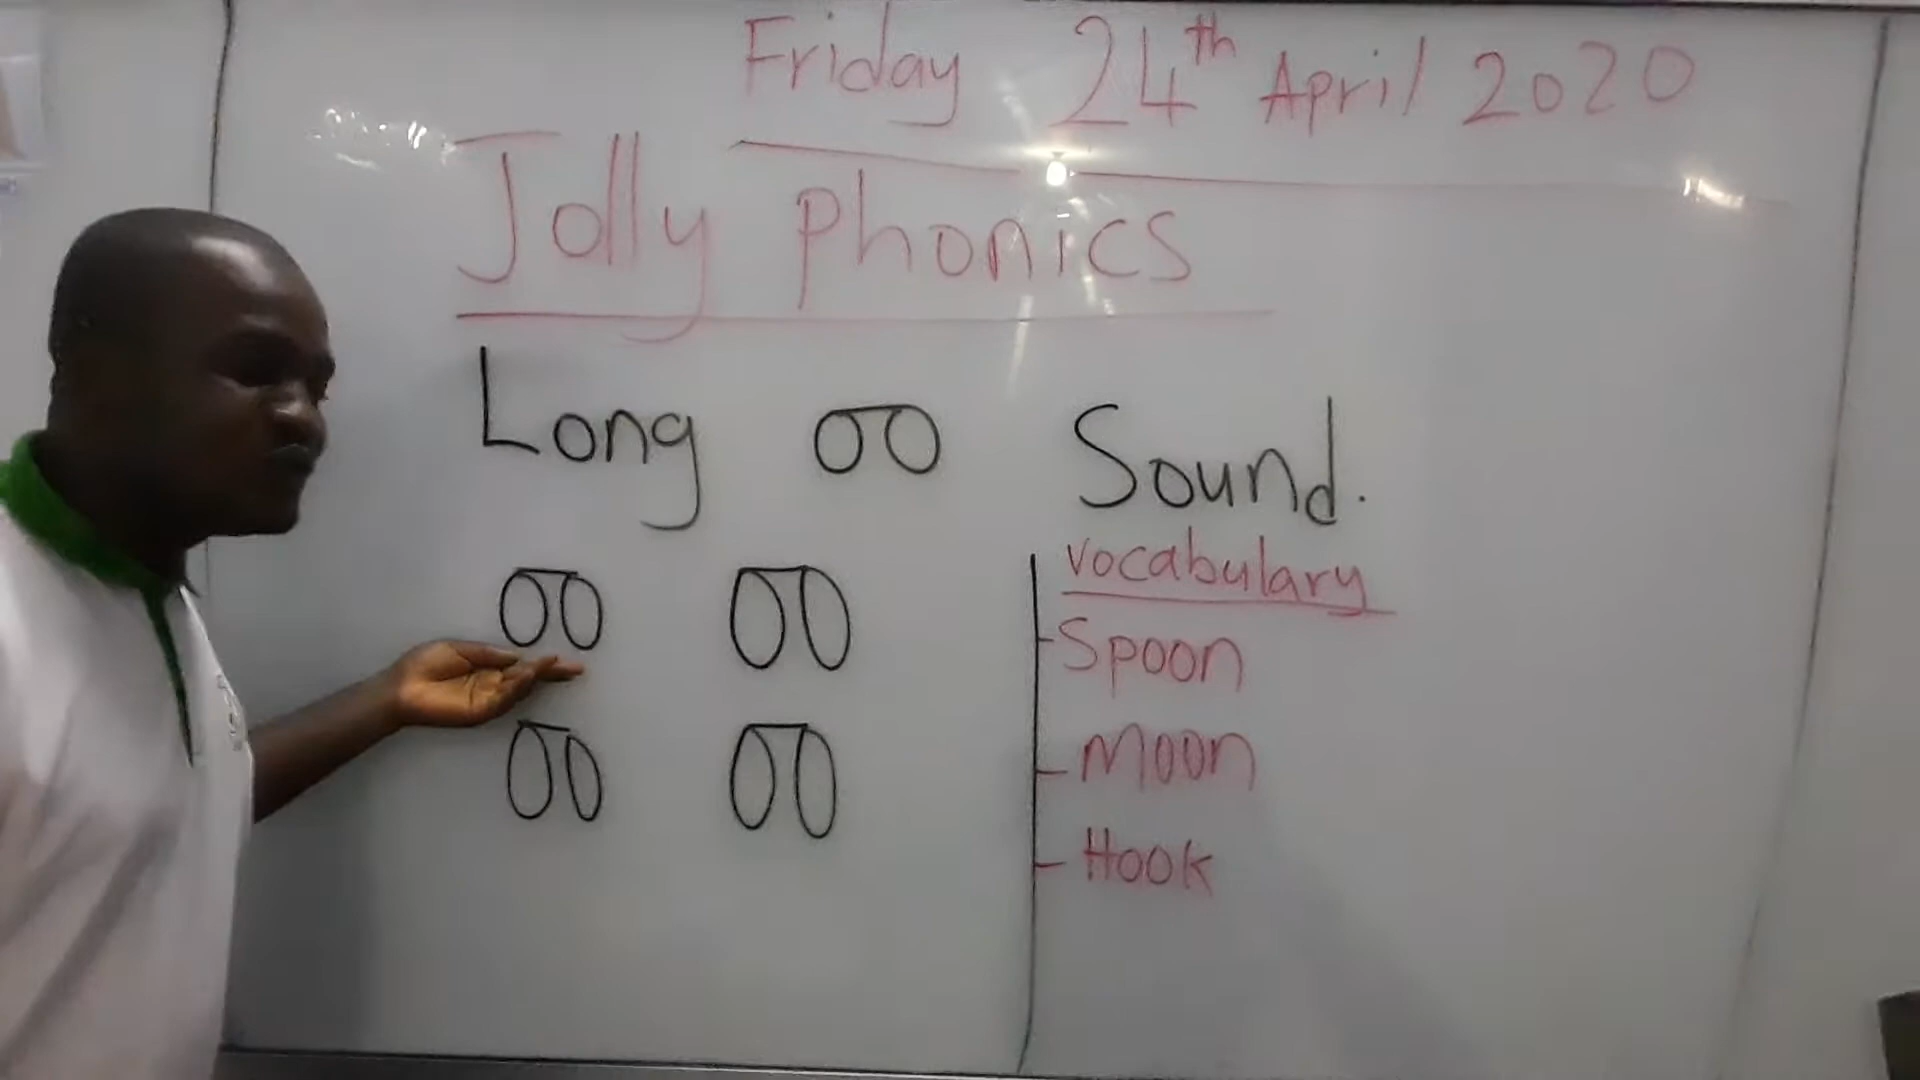 Friday 24th April 2020
Jolly Phonics
Long oo Sound.
oo oo
oo oo
Vocabulary
-Spoon
-Moon
-Hook